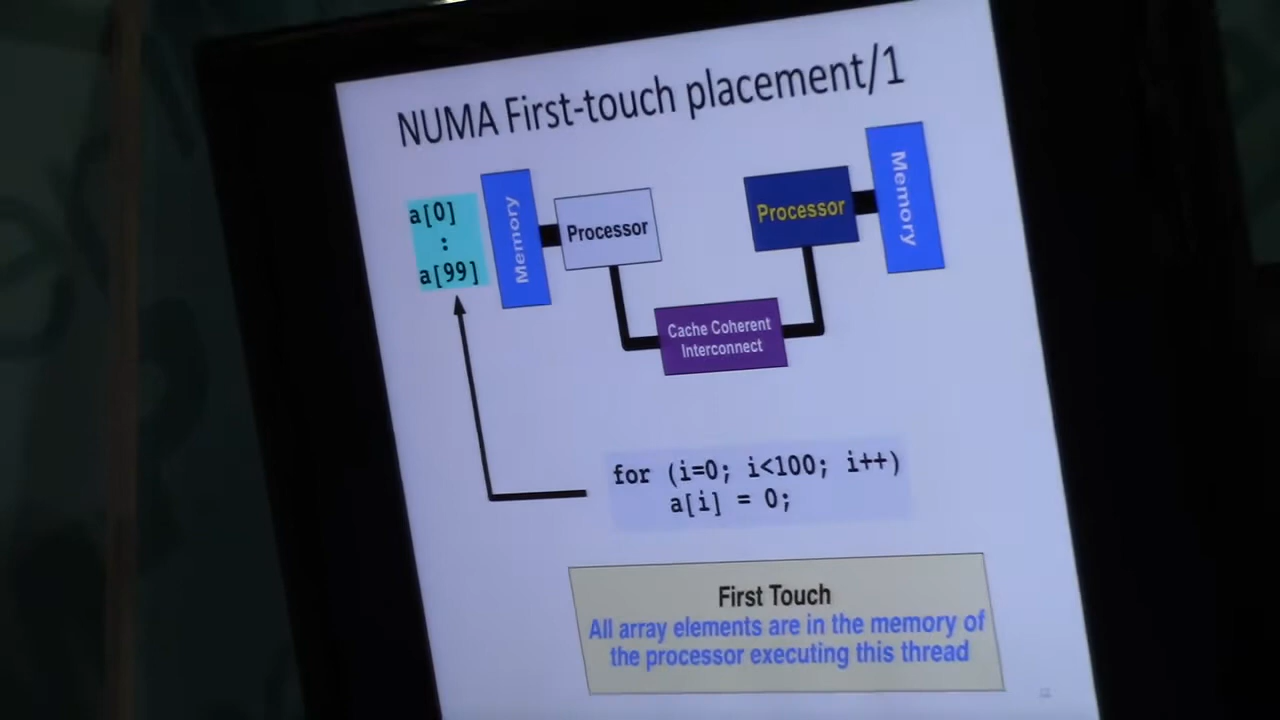 NUMA First-touch placement/1
a[0]
:
a[99]
Memory
Processor
Processor
Memory
Cache Coherent
Interconnect
for (i=0; i<100; i++)
a[i] = 0;
First Touch
All array elements are in the memory of
the processor executing this thread